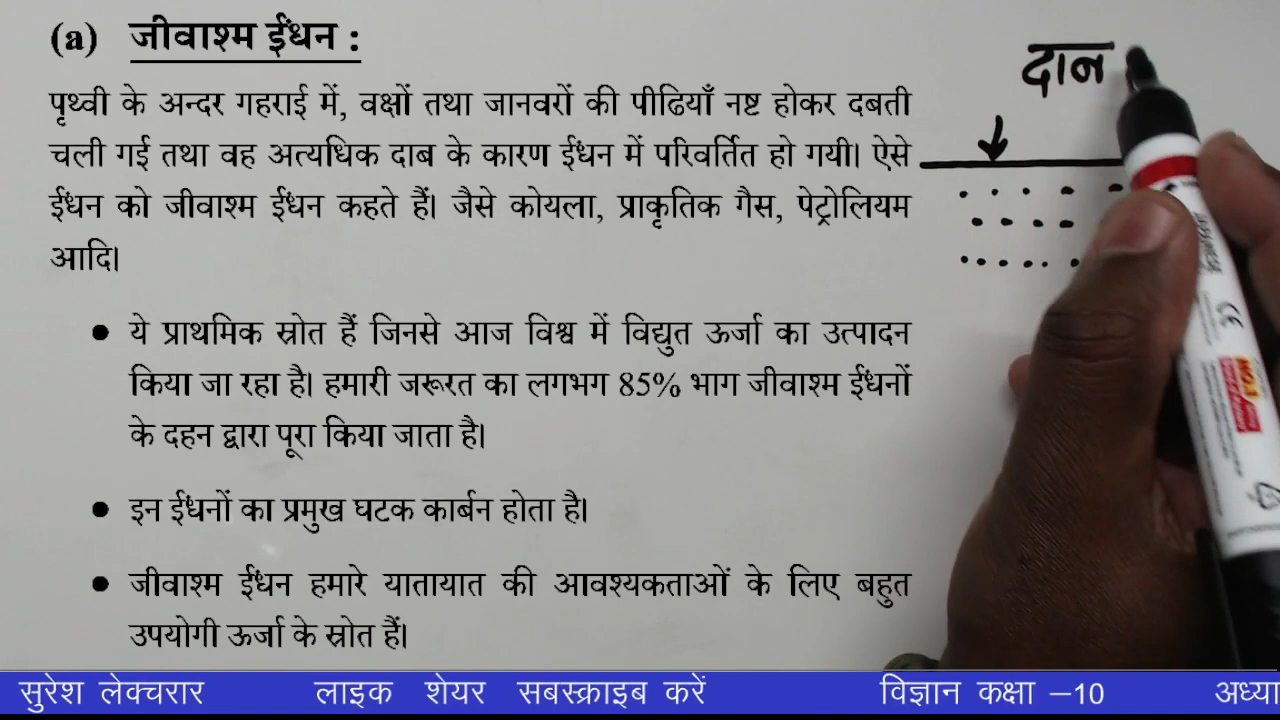 (a) जीवाश्म ईंधन :
दान
पृथ्वी के अन्दर गहराई में, वक्षों तथा जानवरों की पीढियाँ नष्ट होकर दबती
चली गई तथा वह अत्यधिक दाब के कारण ईंधन में परिवर्तित हो गयी। ऐसे
ईंधन को जीवाश्म ईंधन कहते हैं। जैसे कोयला, प्राकृतिक गैस, पेट्रोलियम
आदि।
● ये प्राथमिक स्रोत हैं जिनसे आज विश्व में विद्युत ऊर्जा का उत्पादन
किया जा रहा है। हमारी जरूरत का लगभग 85% भाग जीवाश्म ईंधनों
के दहन द्वारा पूरा किया जाता है।
● इन ईंधनों का प्रमुख घटक कार्बन होता है।
● जीवाश्म ईंधन हमारे यातायात की आवश्यकताओं के लिए बहुत
उपयोगी ऊर्जा के स्रोत हैं।
सुरेश लेक्चरार लाइक शेयर सबस्क्राइब करें विज्ञान कक्षा –10 अध्या